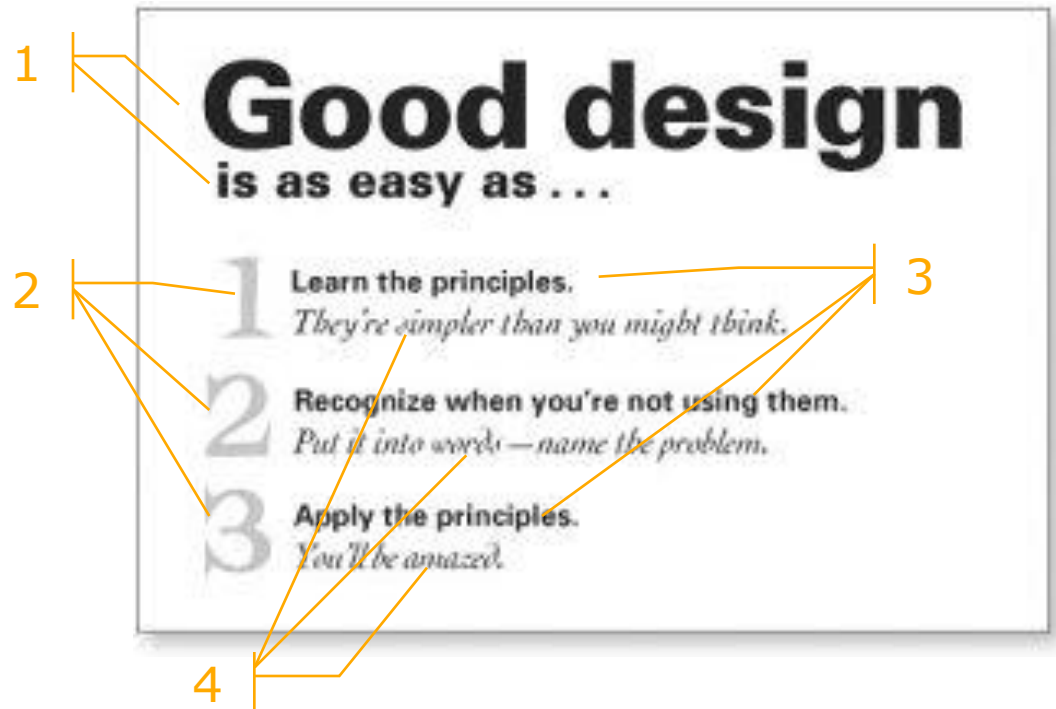 1
Good design
is as easy as . . .
2
3
1 Learn the principles.
They're simpler than you might think.
2 Recognize when you're not using them.
Put it into words—name the problem.
3 Apply the principles.
You'll be amazed.
4